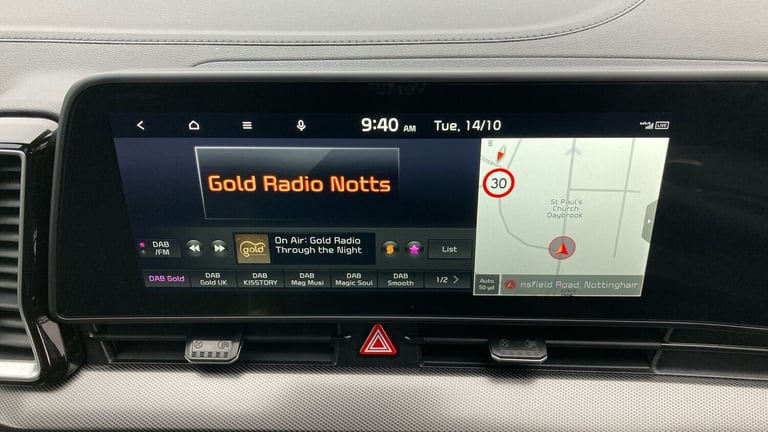 9:40 AM
Tue, 14/10
LIVE
Gold Radio Notts
30
St Paul's
Church
Daybrook
DAB
/FM
gold
On Air: Gold Radio
Through the Night
List
DAB Gold
DAB
Gold UK
DAB
KISSTORY
DAB
Mag Musi
DAB
Magic Soul
DAB
Smooth
1/2
Auto
50 yd
nsfield Road, Nottingham